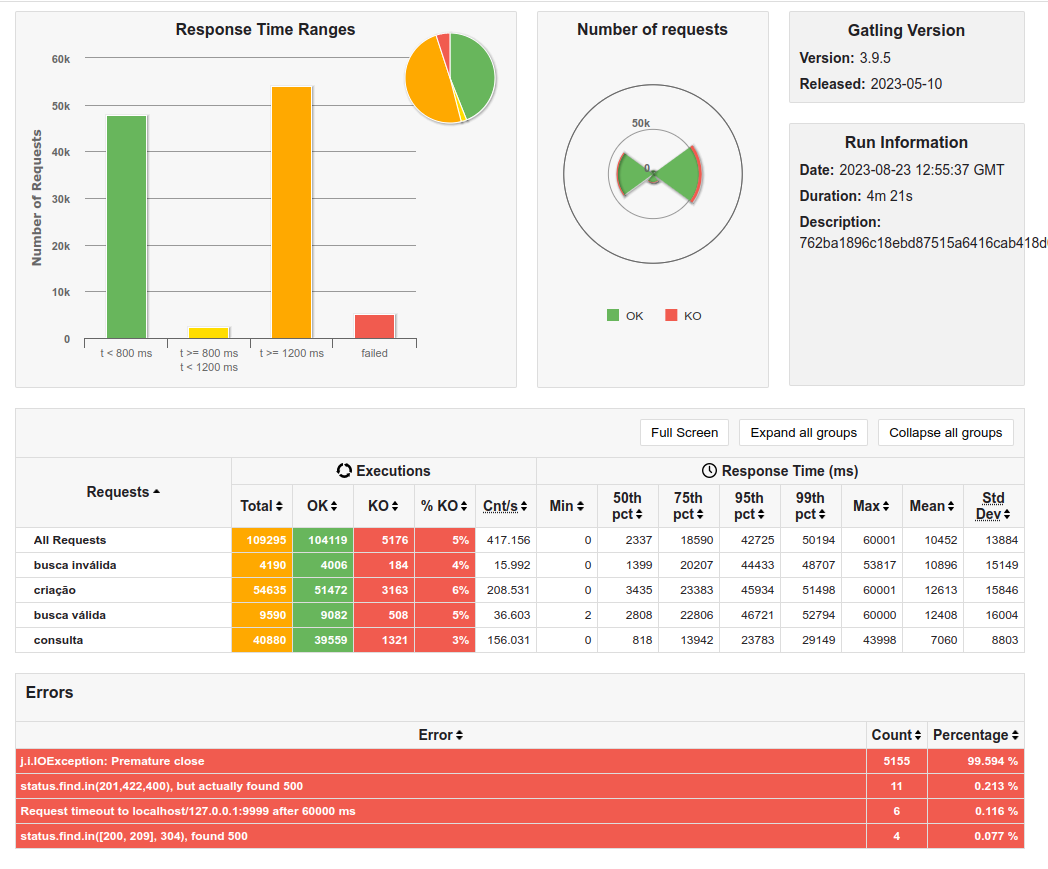 Response Time Ranges
60k
50k
40k
30k
20k
10k
0
Number of Requests
t < 800 ms
t >= 800 ms
t < 1200 ms
t >= 1200 ms
failed
Number of requests
50k
0
OK KO
Gatling Version
Version: 3.9.5
Released: 2023-05-10
Run Information
Date: 2023-08-23 12:55:37 GMT
Duration: 4m 21s
Description:
762ba1896c18ebd87515a6416cab418d
Full Screen Expand all groups Collapse all groups
Requests Executions Response Time (ms)
Total OK KO % KO Cnt/s Min 50th pct 75th pct 95th pct 99th pct Max Mean Std Dev
All Requests 109295 104119 5176 5% 417.156 0 2337 18590 42725 50194 60001 10452 13884
busca inválida 4190 4006 184 4% 15.992 0 1399 20207 44433 48707 53817 10896 15149
criação 54635 51472 3163 6% 208.531 0 3435 23383 45934 51498 60001 12613 15846
busca válida 9590 9082 508 5% 36.603 2 2808 22806 46721 52794 60000 12408 16004
consulta 40880 39559 1321 3% 156.031 0 818 13942 23783 29149 43998 7060 8803
Errors
Error Count Percentage
j.i.IOException: Premature close 5155 99.594 %
status.find.in(201,422,400), but actually found 500 11 0.213 %
Request timeout to localhost/127.0.0.1:9999 after 60000 ms 6 0.116 %
status.find.in([200, 209], 304), found 500 4 0.077 %